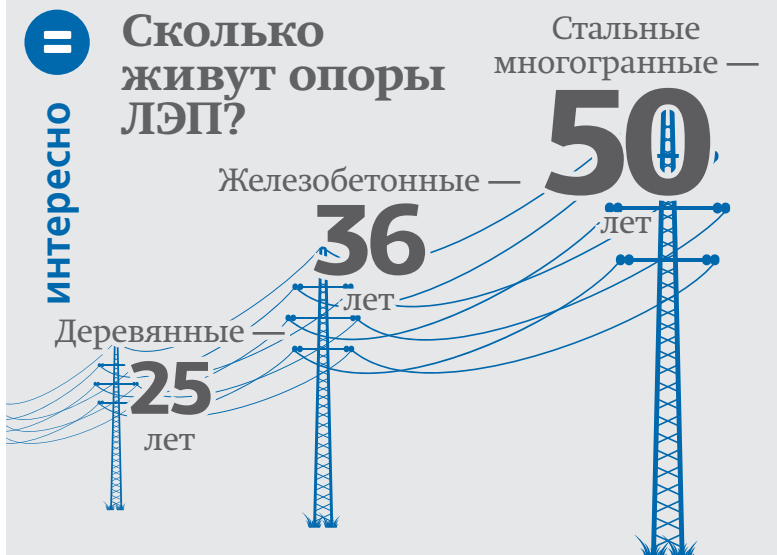 Сколько
живут опоры
ЛЭП?
интересно
Стальные
многогранные —
50
лет
Железобетонные —
36
лет
Деревянные —
25
лет